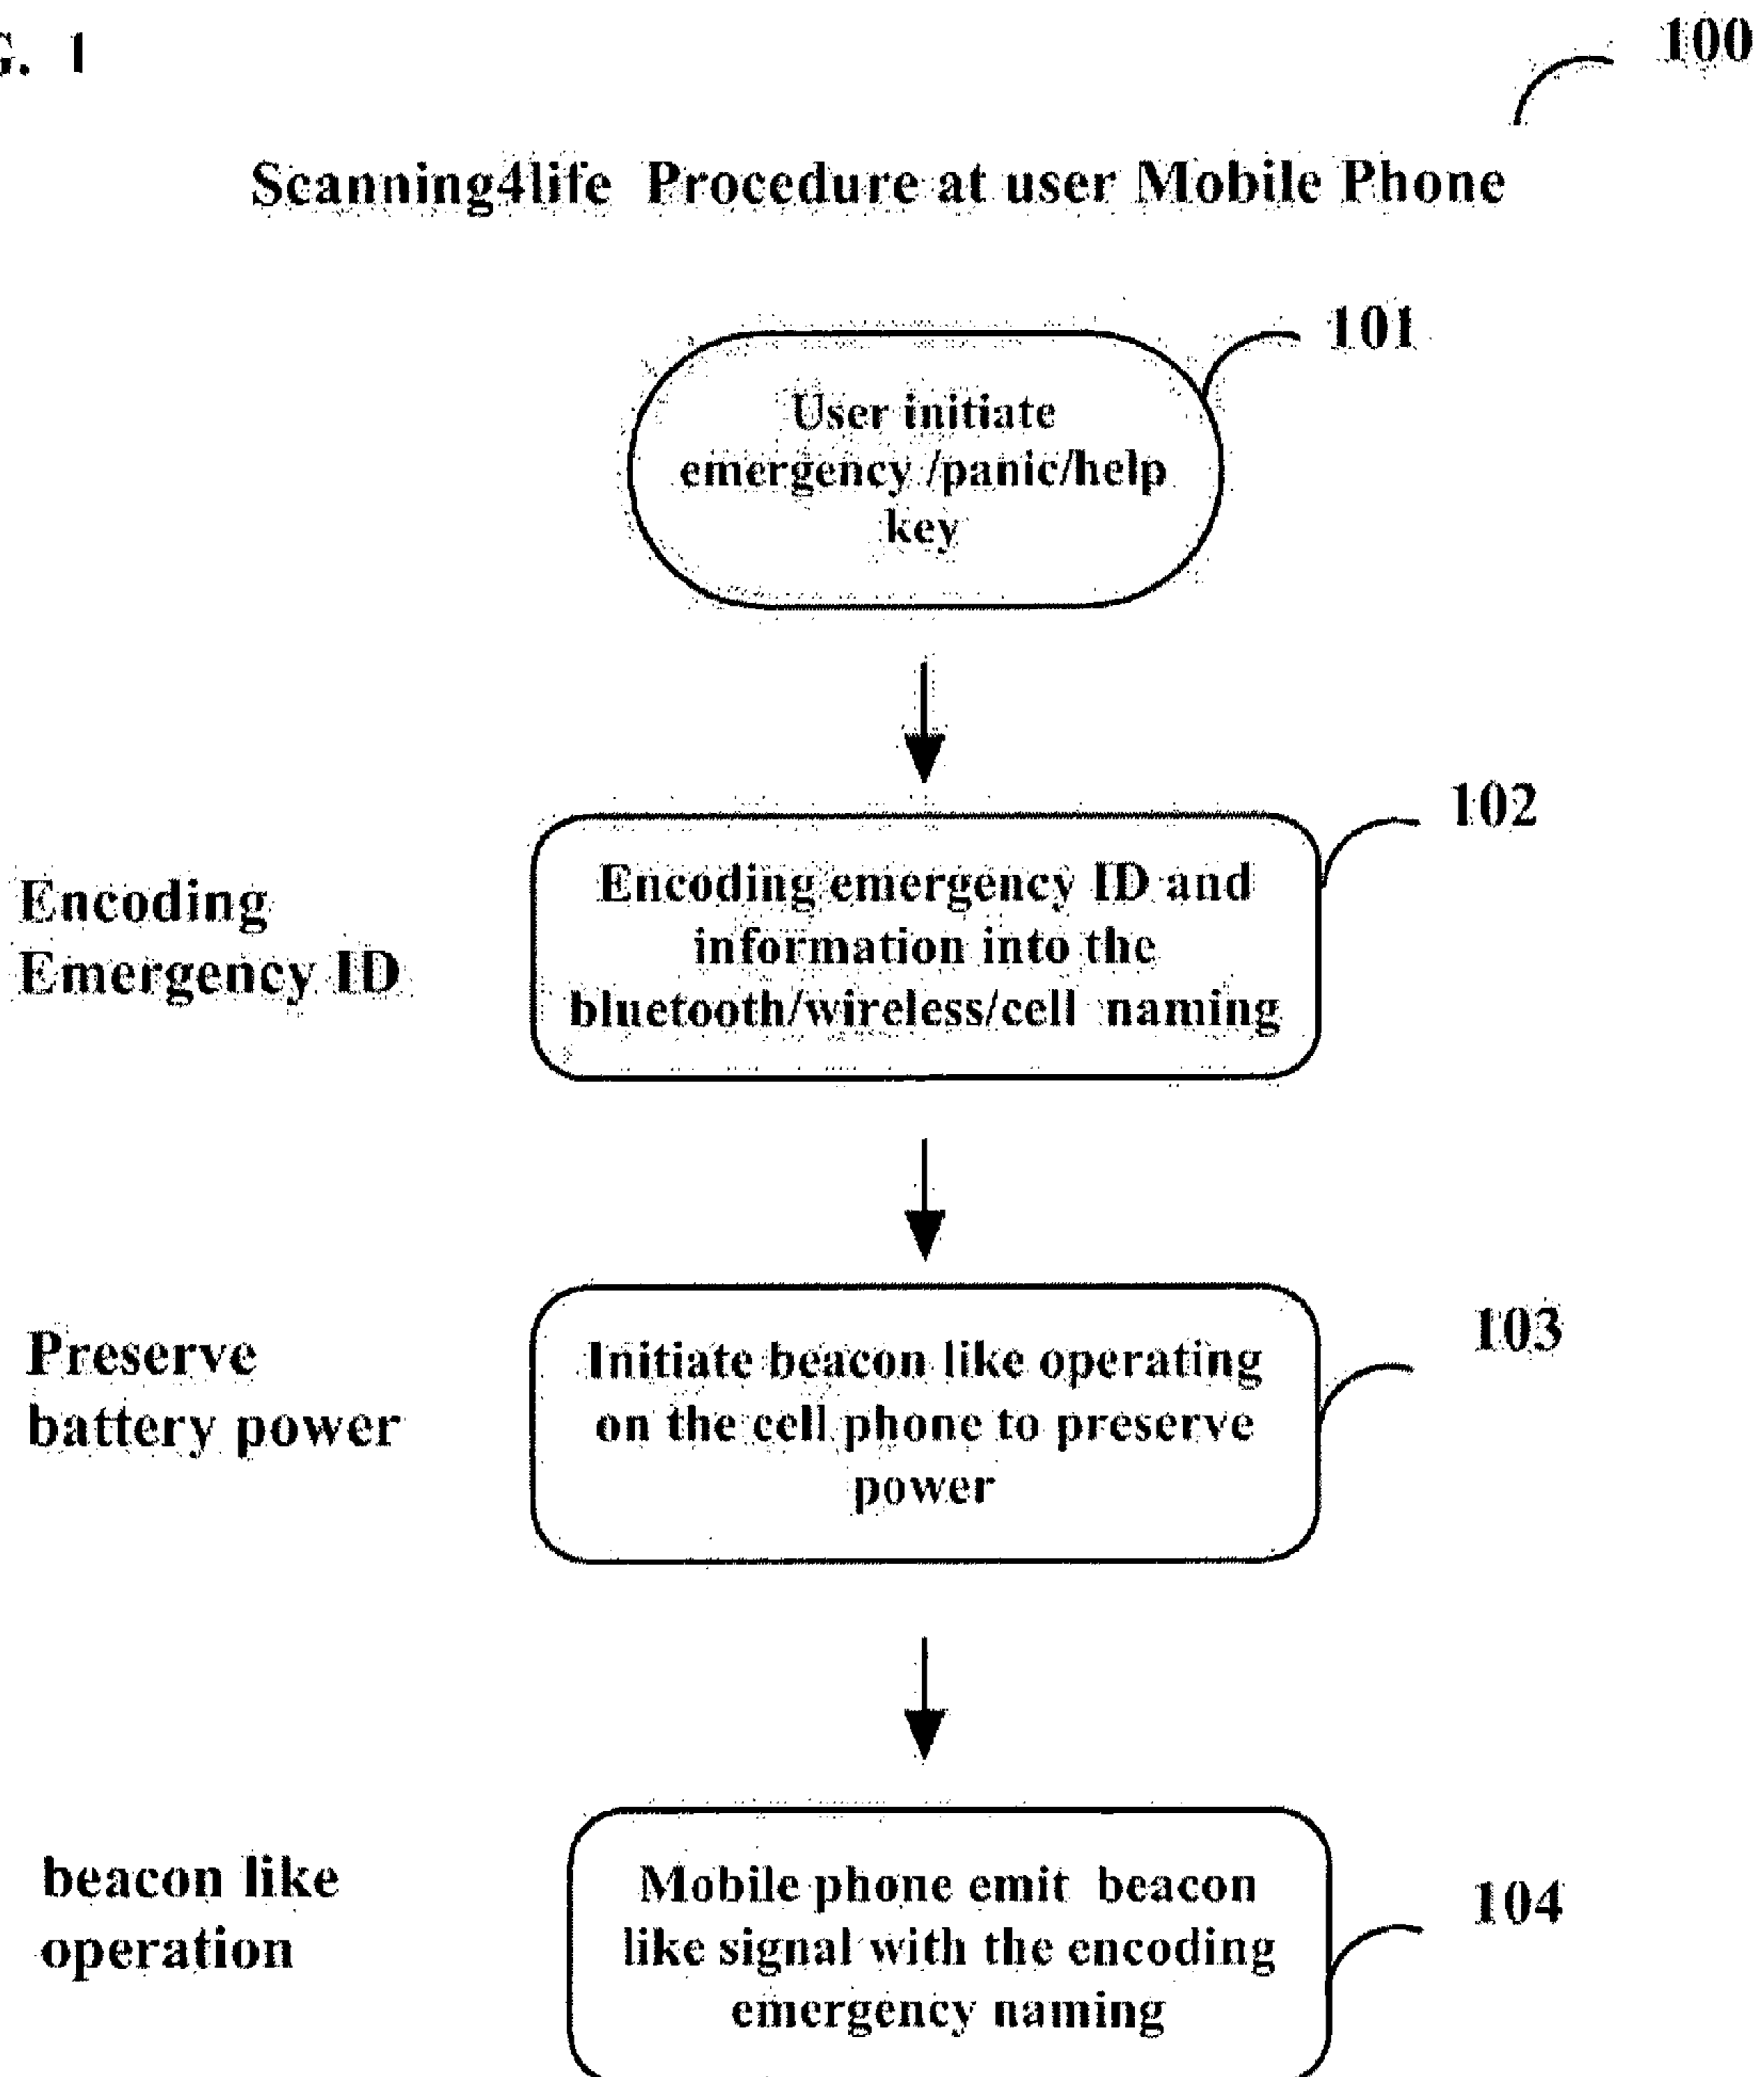 G. 1
100
Scanning4life Procedure at user Mobile Phone
101
User initiate
emergency /panic/help
key
102
Encoding
Emergency ID
Encoding emergency ID and
information into the
bluetooth/wireless/cell naming
103
Preserve
battery power
Initiate beacon like operating
on the cell phone to preserve
power
beacon like
operation
104
Mobile phone emit beacon
like signal with the encoding
emergency naming